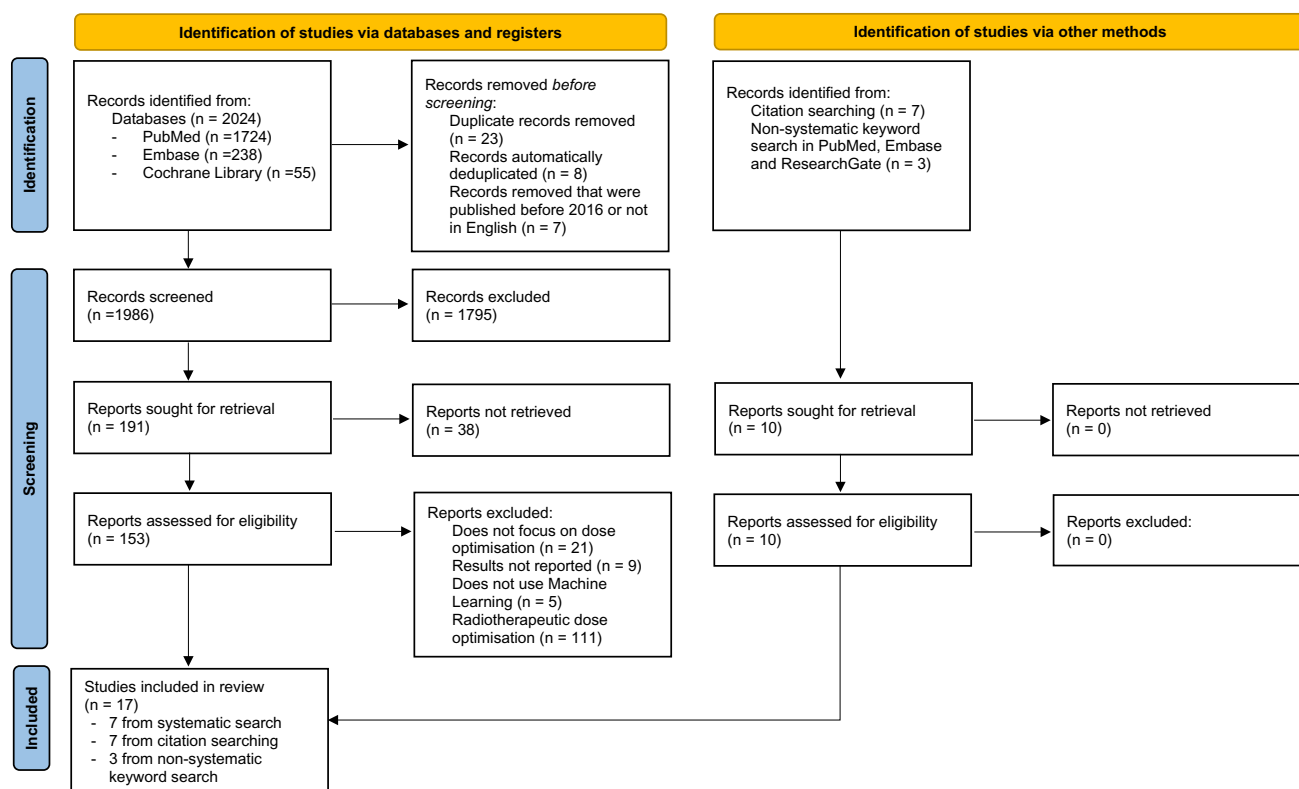 Identification of studies via databases and registers
Identification of studies via other methods
Identification
Records identified from:
Databases (n = 2024)
- PubMed (n =1724)
- Embase (n =238)
- Cochrane Library (n =55)
Records removed before
screening:
Duplicate records removed
(n = 23)
Records automatically
deduplicated (n = 8)
Records removed that were
published before 2016 or not
in English (n = 7)
Records identified from:
Citation searching (n = 7)
Non-systematic keyword
search in PubMed, Embase
and ResearchGate (n = 3)
Screening
Records screened
(n =1986)
Records excluded
(n = 1795)
Reports sought for retrieval
(n = 191)
Reports not retrieved
(n = 38)
Reports sought for retrieval
(n = 10)
Reports not retrieved
(n = 0)
Reports assessed for eligibility
(n = 153)
Reports excluded:
Does not focus on dose
optimisation (n = 21)
Results not reported (n = 9)
Does not use Machine
Learning (n = 5)
Radiotherapeutic dose
optimisation (n = 111)
Reports assessed for eligibility
(n = 10)
Reports excluded:
(n = 0)
Included
Studies included in review
(n = 17)
- 7 from systematic search
- 7 from citation searching
- 3 from non-systematic
keyword search